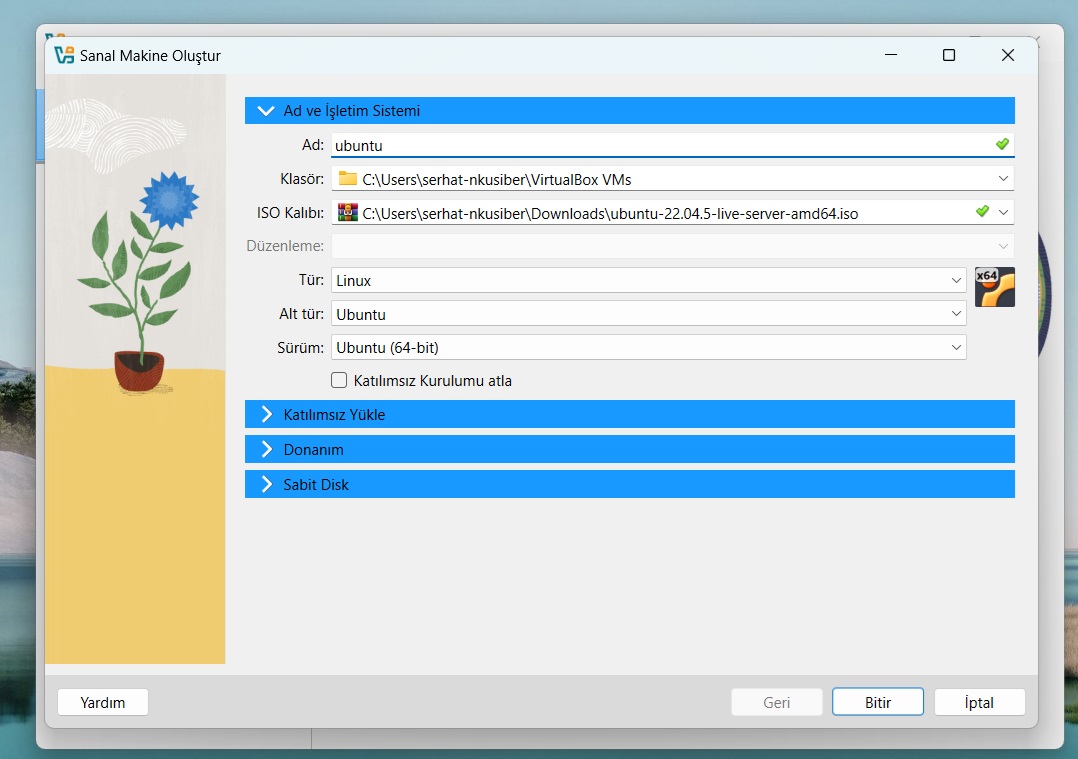 Sanal Makine Oluştur
Ad ve İşletim Sistemi
Ad: ubuntu
Klasör: C:\Users\serhat-nkusiber\VirtualBox VMs
ISO Kalıbı: C:\Users\serhat-nkusiber\Downloads\ubuntu-22.04.5-live-server-amd64.iso
Düzenleme:
Tür: Linux
x64
Alt tür: Ubuntu
Sürüm: Ubuntu (64-bit)
Katılımsız Kurulumu atla
Katılımsız Yükle
Donanım
Sabit Disk
Yardım Geri Bitir İptal